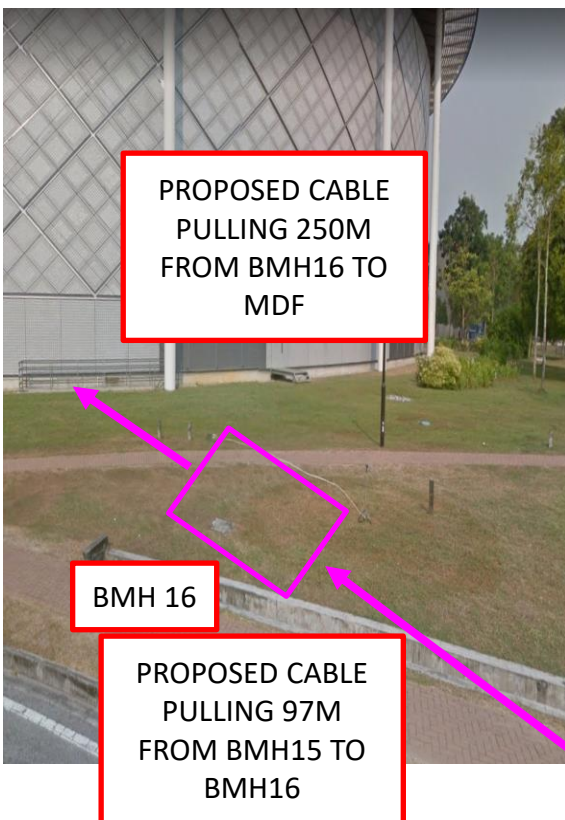 PROPOSED CABLE
PULLING 250M
FROM BMH16 TO
MDF
BMH 16
PROPOSED CABLE
PULLING 97M
FROM BMH15 TO
BMH16